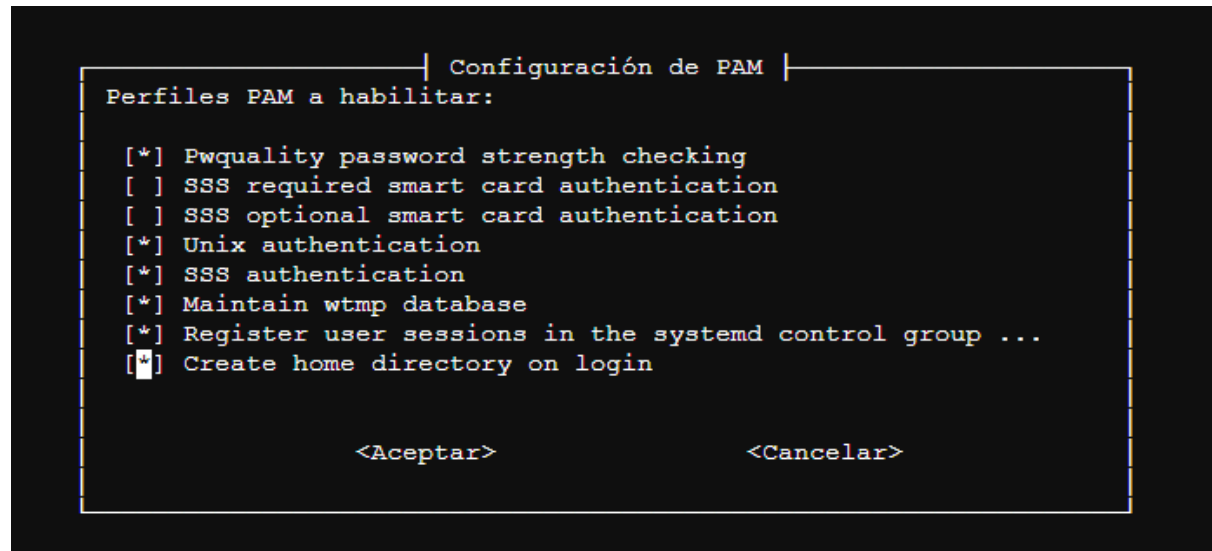 Configuración de PAM
Perfiles PAM a habilitar:
[*] Pwquality password strength checking
[ ] SSS required smart card authentication
[ ] SSS optional smart card authentication
[*] Unix authentication
[*] SSS authentication
[*] Maintain wtmp database
[*] Register user sessions in the systemd control group ...
[*] Create home directory on login
<Aceptar> <Cancelar>